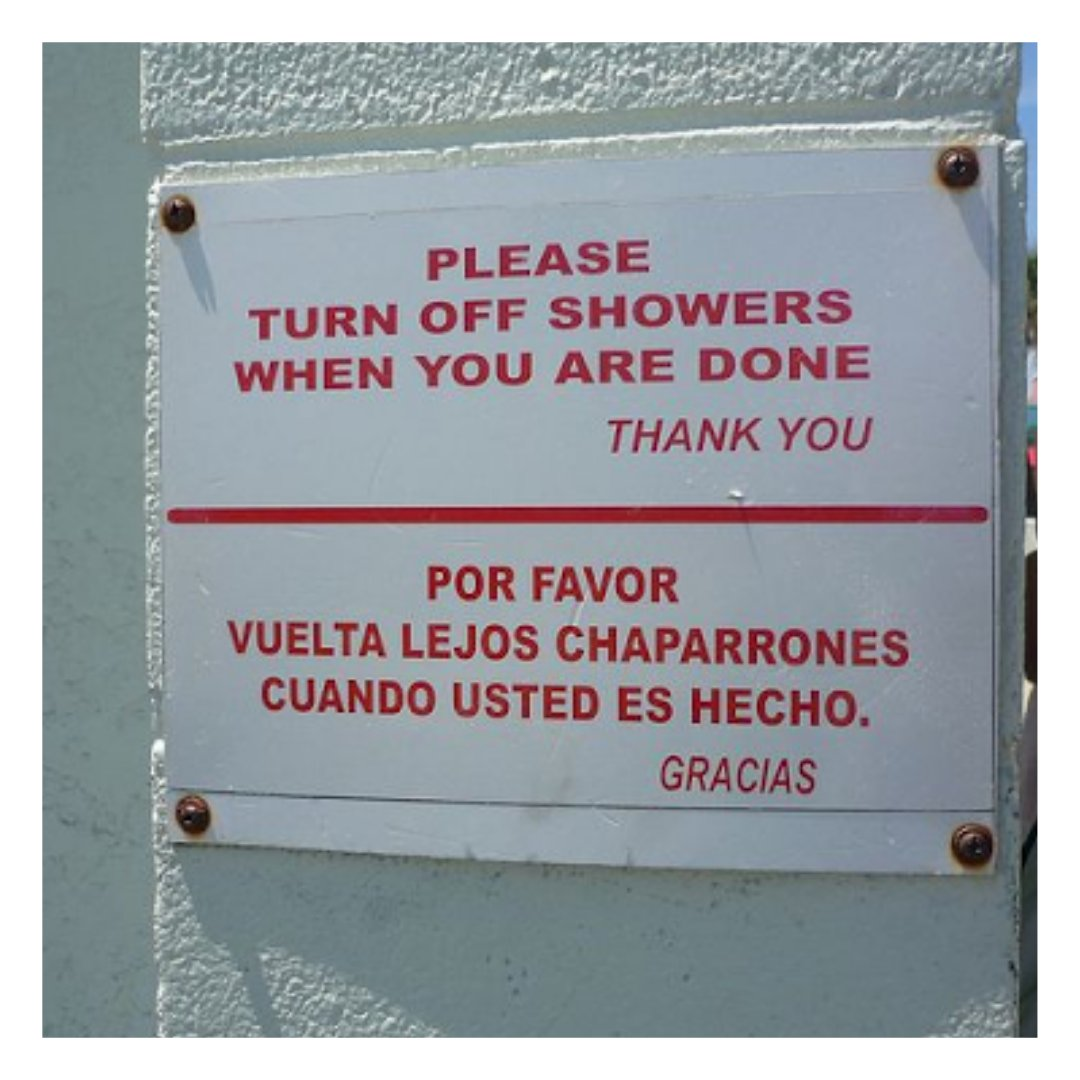 PLEASE
TURN OFF SHOWERS
WHEN YOU ARE DONE
THANK YOU
POR FAVOR
VUELTA LEJOS CHAPARRONES
CUANDO USTED ES HECHO.
GRACIAS